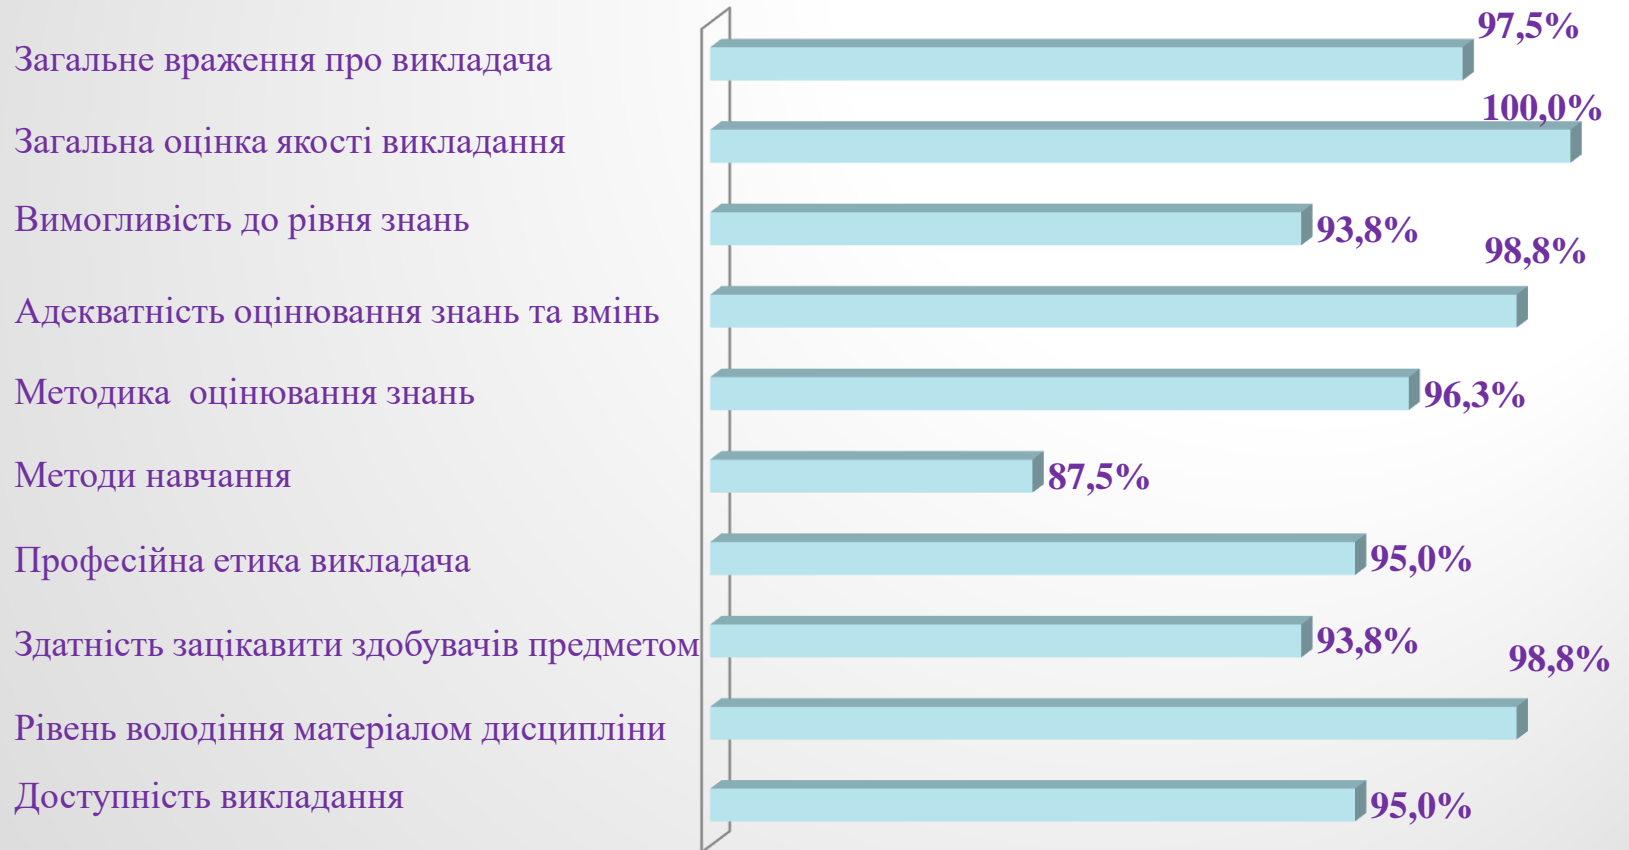 Загальне враження про викладача 97,5%
Загальна оцінка якості викладання 100,0%
Вимогливість до рівня знань 93,8%
Адекватність оцінювання знань та вмінь 98,8%
Методика  оцінювання знань 96,3%
Методи навчання 87,5%
Професійна етика викладача 95,0%
Здатність зацікавити здобувачів предметом 93,8%
Рівень володіння матеріалом дисципліни 98,8%
Доступність викладання 95,0%